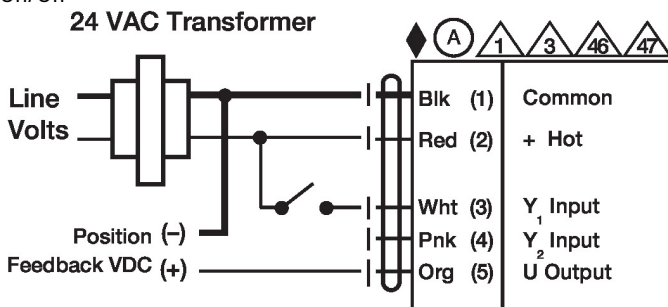 24 VAC Transformer
A 1 3 46 47
Line Volts
Blk (1) Common
Red (2) + Hot
Wht (3) Y1 Input
Pnk (4) Y2 Input
Org (5) U Output
Position (–)
Feedback VDC (+)